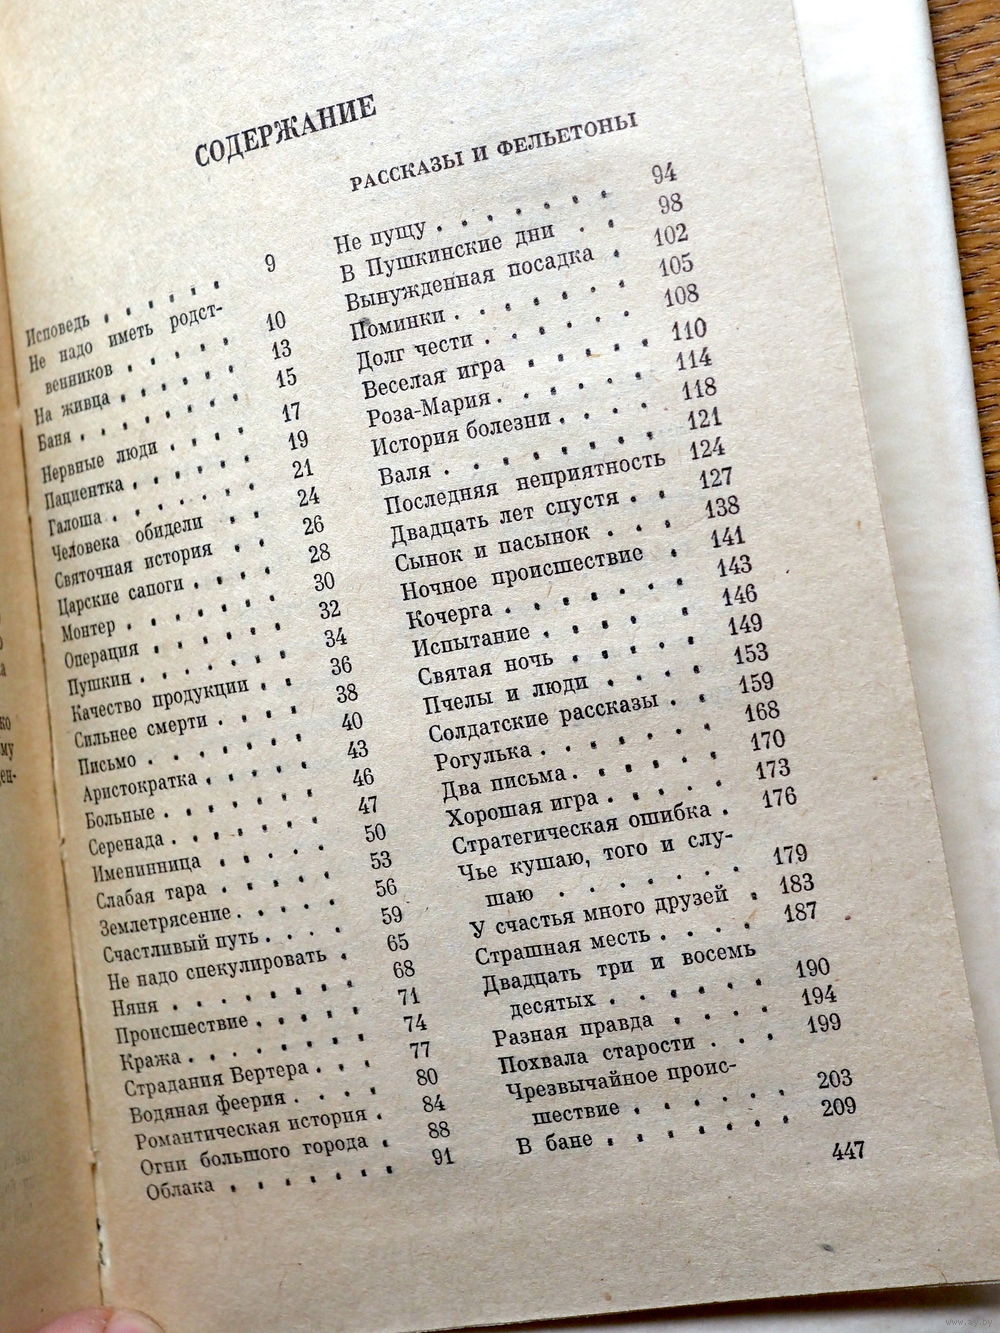 СОДЕРЖАНИЕ
РАССКАЗЫ И ФЕЛЬЕТОНЫ
Исповедь . . . . . . 9
Не надо иметь родст-
венников . . . . . 10
На живца . . . . . . 13
Баня . . . . . . . 15
Нервные люди . . . . 17
Пациентка . . . . . 19
Галоша . . . . . . 21
Человека обидели . . 24
Святочная история . . 26
Царские сапоги . . . . 28
Монтер . . . . . . 30
Операция . . . . . 32
Пушкин . . . . . . 34
Качество продукции . . 36
Сильнее смерти . . . . 38
Письмо . . . . . . 40
Аристократка . . . . . 43
Больные . . . . . . 46
Серенада . . . . . . 47
Именинница . . . . . 50
Слабая тара . . . . . 53
Землетрясение . . . . . 56
Счастливый путь . . . . 59
Не надо спекулировать . 65
Няня . . . . . . . 68
Происшествие . . . . . 71
Кража . . . . . . . 74
Страдания Вертера . . . 77
Водяная феерия . . . . 80
Романтическая история . 84
Огни большого города . 88
Облака . . . . . . . 91
Не пущу . . . . . . . 94
В Пушкинские дни . . 98
Вынужденная посадка . 102
Поминки . . . . . . 105
Долг чести . . . . . . 108
Веселая игра . . . . . 110
Роза-Мария . . . . . . 114
История болезни . . . . 118
Валя . . . . . . . . 121
Последняя неприятность 124
Двадцать лет спустя . . 127
Сынок и пасынок . . . 138
Ночное происшествие . 141
Кочерга . . . . . . . 143
Испытание . . . . . 146
Святая ночь . . . . . 149
Пчелы и люди . . . . 153
Солдатские рассказы . . 159
Рогулька . . . . . . . 168
Два письма . . . . . . 170
Хорошая игра . . . . . 173
Стратегическая ошибка . 176
Чье кушаю, того и слу-
шаю . . . . . . . 179
У счастья много друзей . 183
Страшная месть . . . . 187
Двадцать три и восемь
десятых . . . . . . 190
Разная правда . . . . 194
Похвала старости . . . 199
Чрезвычайное проис-
шествие . . . . . . 203
В бане . . . . . . . 209
447
www.ay.by